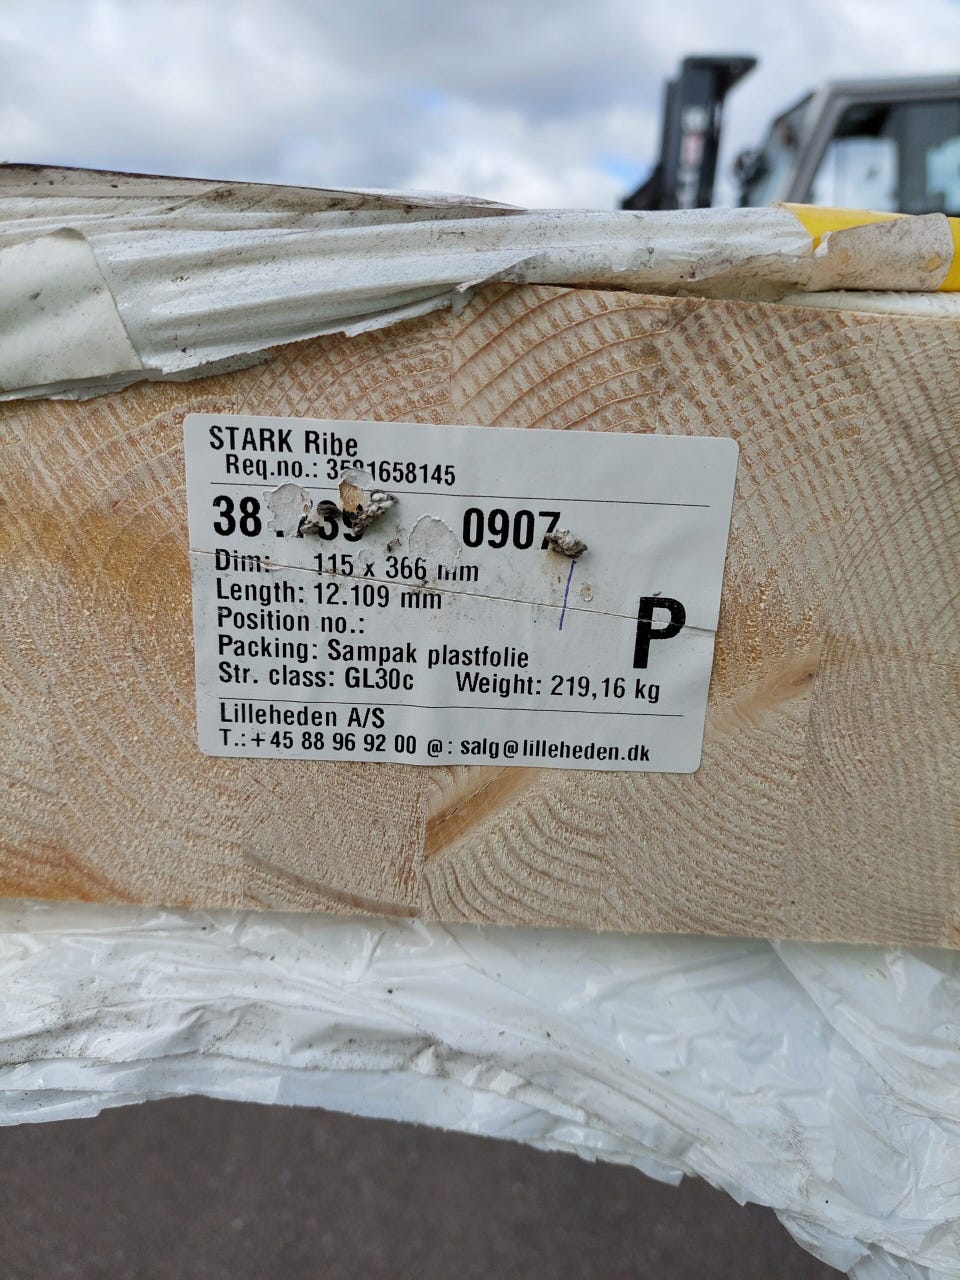 STARK Ribe
Req.no.:
0907
Dim: 115 x 366 mm
Length: 12.109 mm
Position no.:
P
Packing: Sampak plastfolie
Str. class: GL30c Weight: 219,16 kg
Lilleheden A/S
T.:+45 88 96 92 00 @: salg@lilleheden.dk